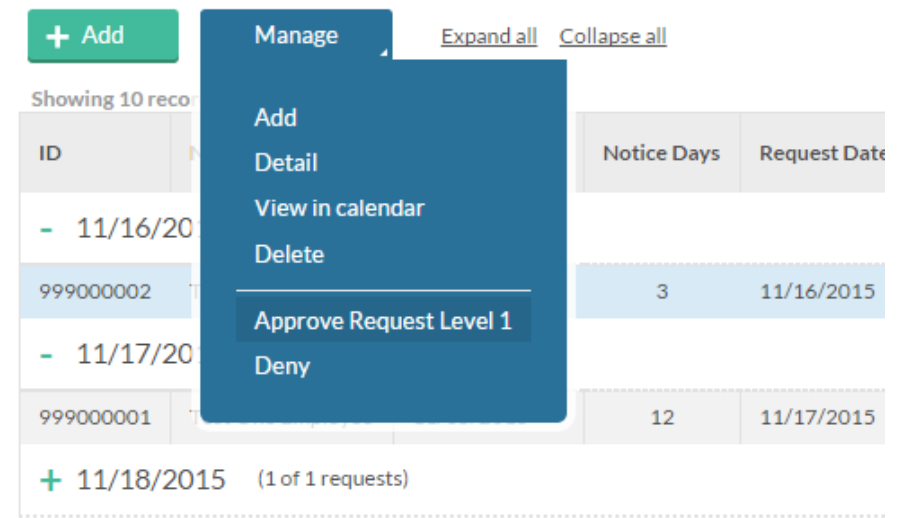 + Add Manage Expand all Collapse all
Showing 10
Add
ID Notice Days Request Date
Detail
View in calendar
- 11/16/20
Delete
999000002 3 11/16/2015
Approve Request Level 1
- 11/17/20
Deny
999000001 12 11/17/2015
+ 11/18/2015 (1 of 1 requests)